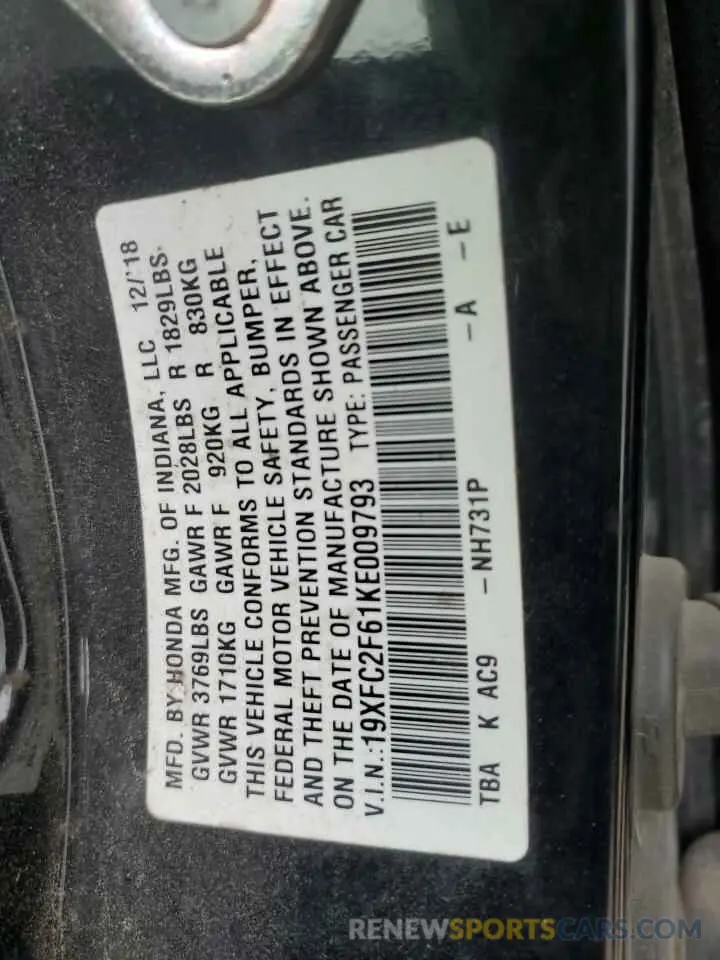 MFD. BY HONDA MFG. OF INDIANA, LLC 12/'18
GVWR 3769LBS GAWR F 2028LBS R 1829LBS
GVWR 1710KG GAWR F 920KG R 830KG
THIS VEHICLE CONFORMS TO ALL APPLICABLE
FEDERAL MOTOR VEHICLE SAFETY, BUMPER,
AND THEFT PREVENTION STANDARDS IN EFFECT
ON THE DATE OF MANUFACTURE SHOWN ABOVE.
V.I.N.:19XFC2F61KE009793 TYPE: PASSENGER CAR
TBA K AC9 -NH731P -A -E
RENEWSPORTSCARS.COM